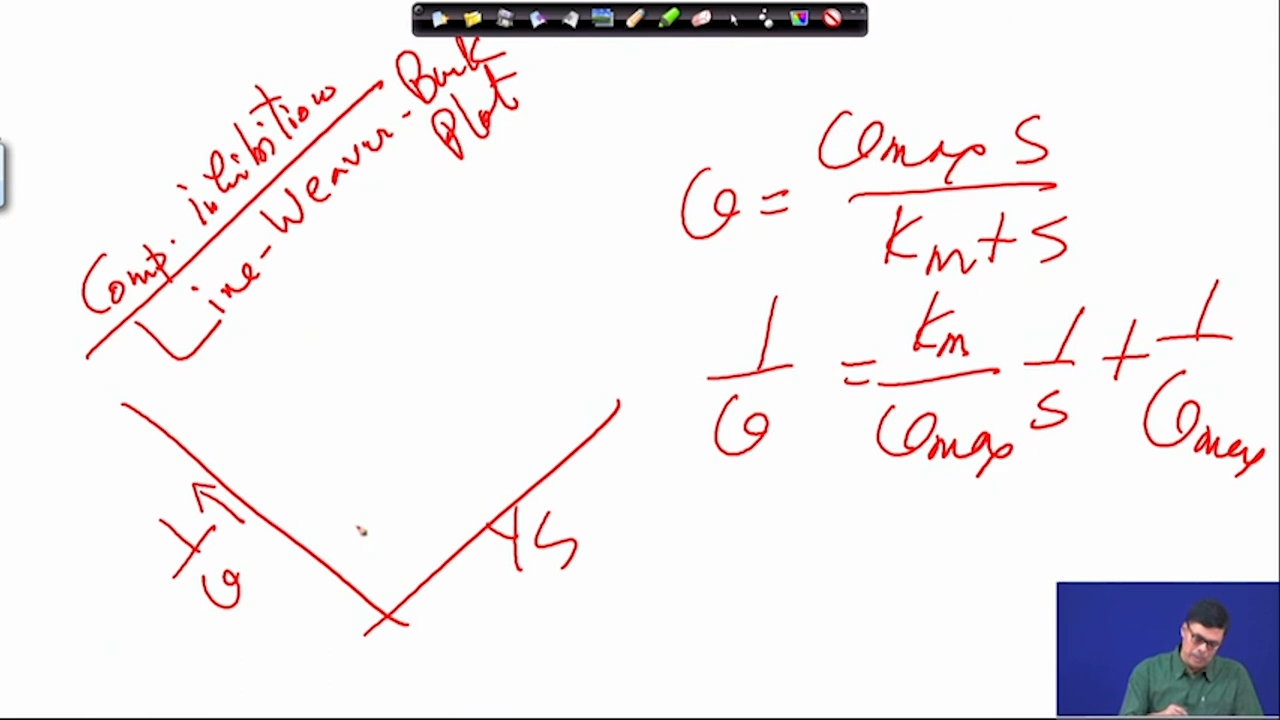 Comp. inhibition
Line-Weaver-Burk
Plot
v = vmax S / Km + S
1/v = Km/vmax 1/S + 1/vmax
1/v
1/S